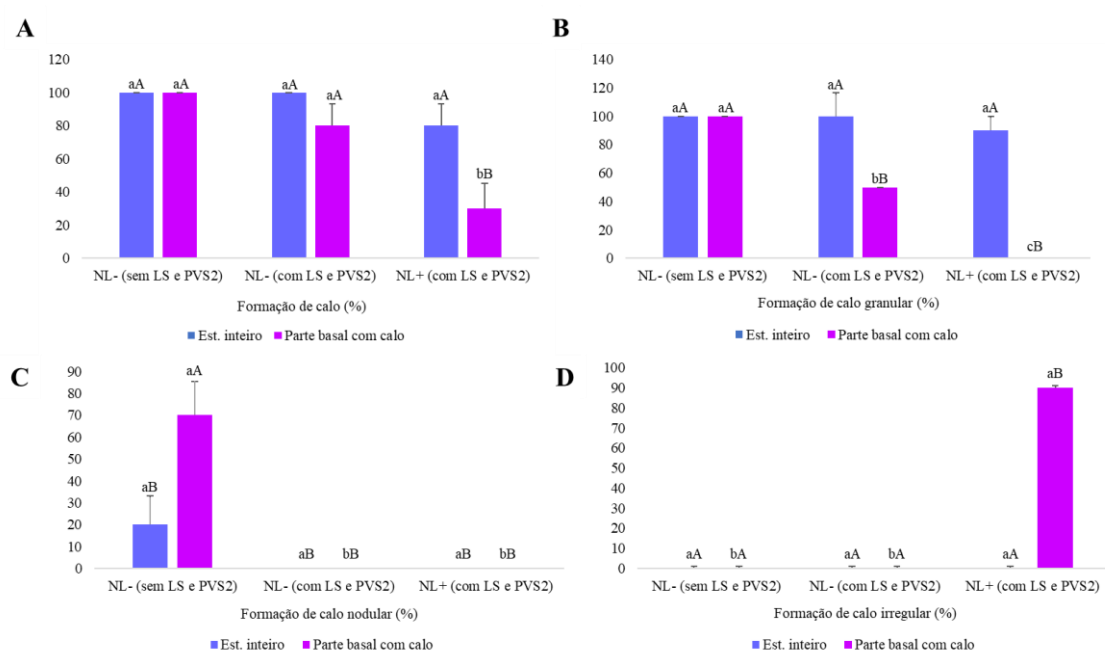 A
120
100
80
60
40
20
0
aA aA aA aA aA bB
NL- (sem LS e PVS2) NL- (com LS e PVS2) NL+ (com LS e PVS2)
Formação de calo (%)
Est. inteiro Parte basal com calo
B
140
120
100
80
60
40
20
0
aA aA aA bB aA cB
NL- (sem LS e PVS2) NL- (com LS e PVS2) NL+ (com LS e PVS2)
Formação de calo granular (%)
Est. inteiro Parte basal com calo
C
90
80
70
60
50
40
30
20
10
0
aB aA aB bB aB bB
NL- (sem LS e PVS2) NL- (com LS e PVS2) NL+ (com LS e PVS2)
Formação de calo nodular (%)
Est. inteiro Parte basal com calo
D
100
90
80
70
60
50
40
30
20
10
0
aA bA aA bA aA aB
NL- (sem LS e PVS2) NL- (com LS e PVS2) NL+ (com LS e PVS2)
Formação de calo irregular (%)
Est. inteiro Parte basal com calo